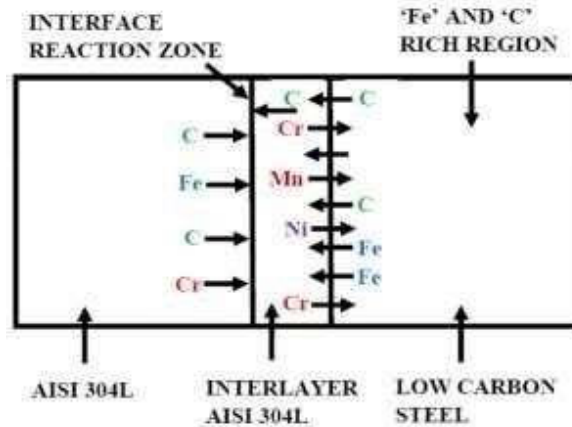 INTERFACE
REACTION ZONE
‘Fe’ AND ‘C’
RICH REGION
C C
C Cr
Fe Mn
C
C Ni
Fe
Fe
Cr Cr
AISI 304L
INTERLAYER
AISI 304L
LOW CARBON
STEEL